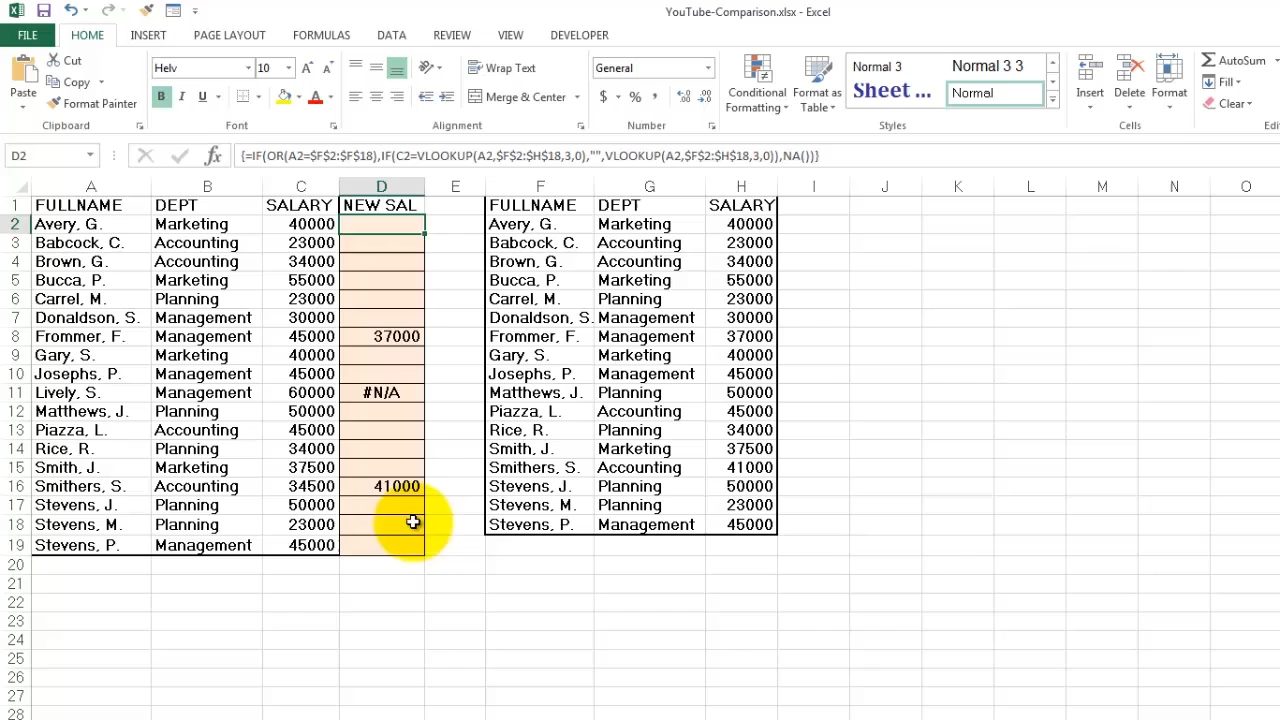 YouTube-Comparison.xlsx - Excel
FILE HOME INSERT PAGE LAYOUT FORMULAS DATA REVIEW VIEW DEVELOPER
Paste
Cut
Copy
Format Painter
Clipboard
Helv 10
B I U
Font
Wrap Text
Merge & Center
Alignment
General
$ % ,
Number
Conditional Formatting
Format as Table
Normal 3 Normal 3 3
Sheet ... Normal
Styles
Insert Delete Format
Cells
AutoSum
Fill
Clear
D2 {=IF(OR(A2=$F$2:$F$18),IF(C2=VLOOKUP(A2,$F$2:$H$18,3,0),"",VLOOKUP(A2,$F$2:$H$18,3,0)),NA())}
A B C D E F G H I J K L M N O
1 FULLNAME DEPT SALARY NEW SAL FULLNAME DEPT SALARY
2 Avery, G. Marketing 40000 Avery, G. Marketing 40000
3 Babcock, C. Accounting 23000 Babcock, C. Accounting 23000
4 Brown, G. Accounting 34000 Brown, G. Accounting 34000
5 Bucca, P. Marketing 55000 Bucca, P. Marketing 55000
6 Carrel, M. Planning 23000 Carrel, M. Planning 23000
7 Donaldson, S. Management 30000 Donaldson, S. Management 30000
8 Frommer, F. Management 45000 37000 Frommer, F. Management 37000
9 Gary, S. Marketing 40000 Gary, S. Marketing 40000
10 Josephs, P. Management 45000 Josephs, P. Management 45000
11 Lively, S. Management 60000 #N/A Matthews, J. Planning 50000
12 Matthews, J. Planning 50000 Piazza, L. Accounting 45000
13 Piazza, L. Accounting 45000 Rice, R. Planning 34000
14 Rice, R. Planning 34000 Smith, J. Marketing 37500
15 Smith, J. Marketing 37500 Smithers, S. Accounting 41000
16 Smithers, S. Accounting 34500 41000 Stevens, J. Planning 50000
17 Stevens, J. Planning 50000 Stevens, M. Planning 23000
18 Stevens, M. Planning 23000 Stevens, P. Management 45000
19 Stevens, P. Management 45000
20
21
22
23
24
25
26
27
28